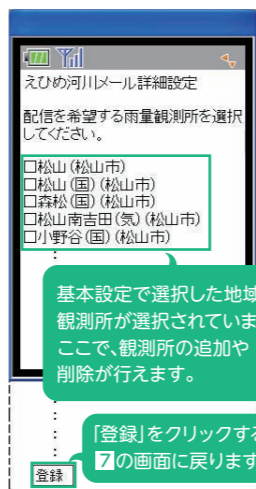 えひめ河川メール詳細設定
配信を希望する雨量観測所を選択
してください。
□松山(松山市)
□松山(国)(松山市)
□森松(国)(松山市)
□松山南吉田(気)(松山市)
□小野谷(国)(松山市)
:
基本設定で選択した地域
観測所が選択されていま
ここで、観測所の追加や
削除が行えます。
:
:
:
「登録」をクリックする
7の画面に戻ります
登録